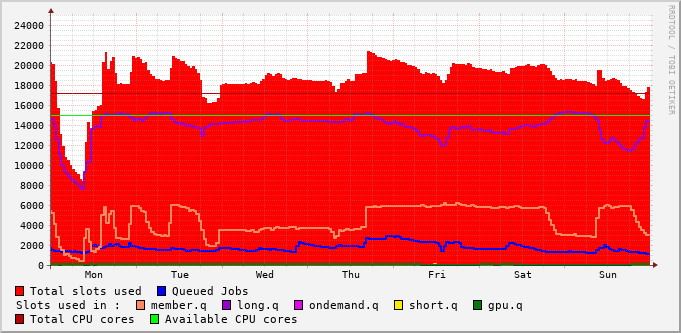 RRDTOOL / TOBI OETIKER
24000
22000
20000
18000
16000
14000
12000
10000
8000
6000
4000
2000
0
Mon Tue Wed Thu Fri Sat Sun
Total slots used Queued Jobs
Slots used in : member.q long.q ondemand.q short.q gpu.q
Total CPU cores Available CPU cores